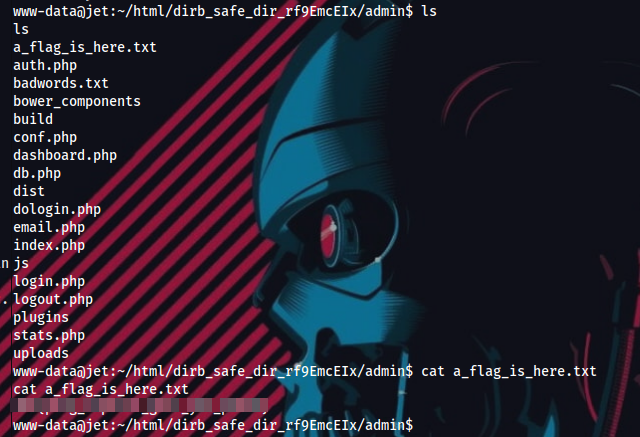 www-data@jet:~/html/dirb_safe_dir_rf9EmcEIx/admin$ ls
ls
a_flag_is_here.txt
auth.php
badwords.txt
bower_components
build
conf.php
dashboard.php
db.php
dist
dologin.php
email.php
index.php
n js
login.php
. logout.php
plugins
stats.php
uploads
www-data@jet:~/html/dirb_safe_dir_rf9EmcEIx/admin$ cat a_flag_is_here.txt
cat a_flag_is_here.txt
www-data@jet:~/html/dirb_safe_dir_rf9EmcEIx/admin$